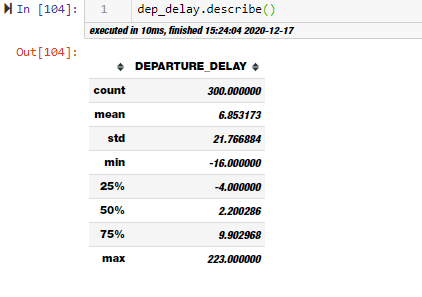 In [104]: 1 dep_delay.describe()
executed in 10ms, finished 15:24:04 2020-12-17
Out[104]:
DEPARTURE_DELAY
count 300.000000
mean 6.853173
std 21.766884
min -16.000000
25% -4.000000
50% 2.200286
75% 9.902968
max 223.000000